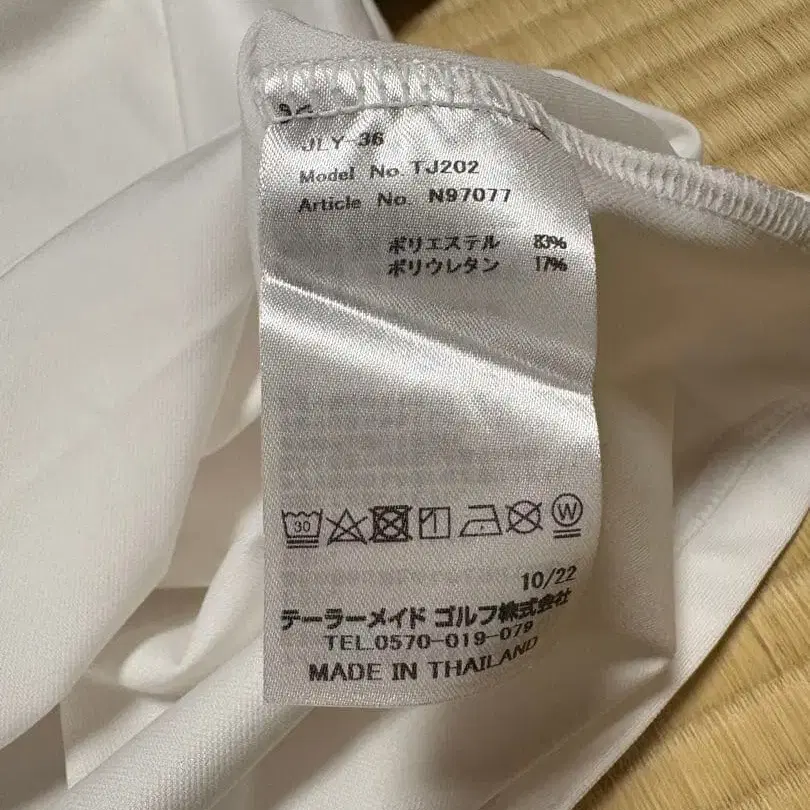 JLY-36
Model No. TJ202
Article No. N97077
ポリエステル 83%
ポリウレタン 17%
30
W
10/22
テーラーメイド ゴルフ株式会社
TEL.0570-019-079
MADE IN THAILAND